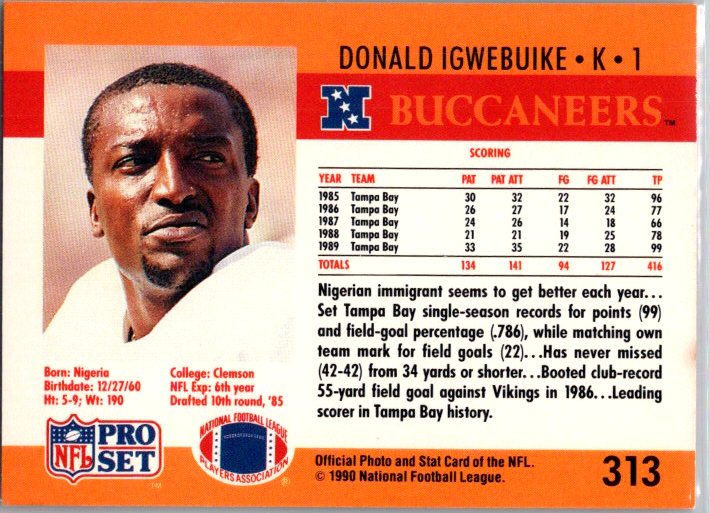 DONALD IGWEBUIKE • K • 1
N BUCCANEERS™
SCORING
YEAR TEAM PAT PAT ATT FG FG ATT TP
1985 Tampa Bay 30 32 22 32 96
1986 Tampa Bay 26 27 17 24 77
1987 Tampa Bay 24 26 14 18 66
1988 Tampa Bay 21 21 19 25 78
1989 Tampa Bay 33 35 22 28 99
TOTALS 134 141 94 127 416
Nigerian immigrant seems to get better each year...
Set Tampa Bay single-season records for points (99)
and field-goal percentage (.786), while matching own
team mark for field goals (22)...Has never missed
(42-42) from 34 yards or shorter...Booted club-record
55-yard field goal against Vikings in 1986...Leading
scorer in Tampa Bay history.
Born: Nigeria
Birthdate: 12/27/60
Ht: 5-9; Wt: 190
College: Clemson
NFL Exp: 6th year
Drafted 10th round, '85
NFL PRO SET™
NATIONAL FOOTBALL LEAGUE
PLAYERS ASSOCIATION
Official Photo and Stat Card of the NFL.
© 1990 National Football League.
313